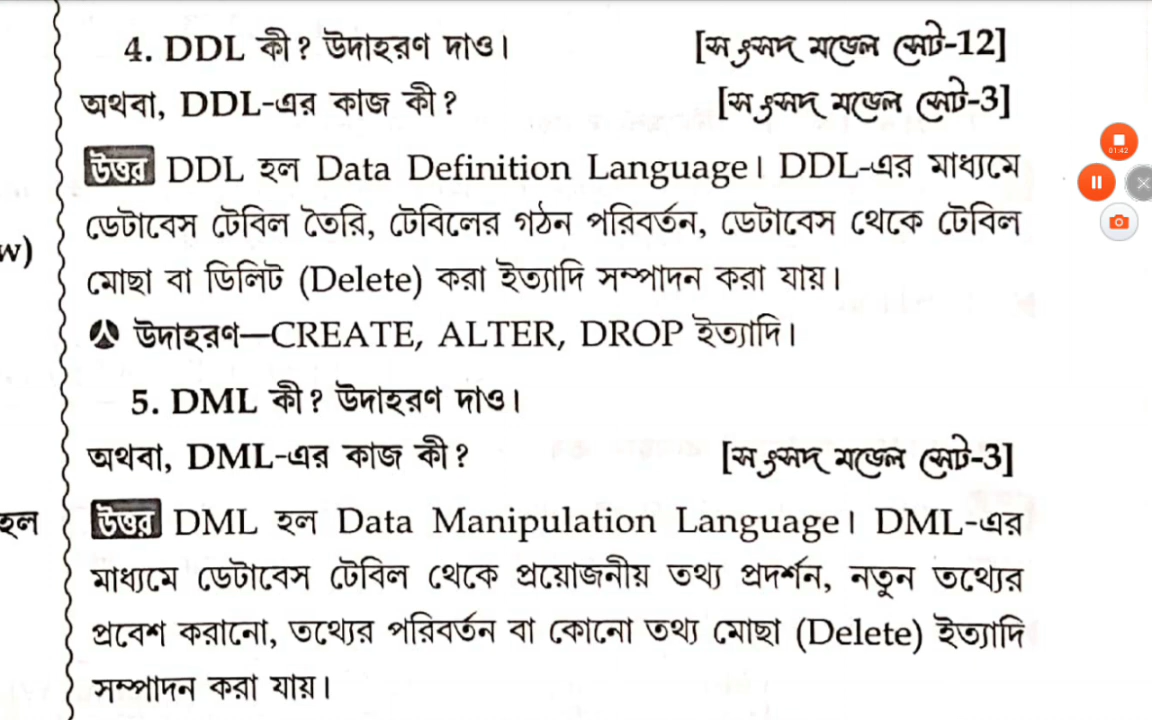 4. DDL কী? উদাহরণ দাও। [সংসদ মডেল সেট-12]
অথবা, DDL-এর কাজ কী? [সংসদ মডেল সেট-3]
উত্তর DDL হল Data Definition Language। DDL-এর মাধ্যমে
ডেটাবেস টেবিল তৈরি, টেবিলের গঠন পরিবর্তন, ডেটাবেস থেকে টেবিল
w)
মোছা বা ডিলিট (Delete) করা ইত্যাদি সম্পাদন করা যায়।
উদাহরণ—CREATE, ALTER, DROP ইত্যাদি।
5. DML কী? উদাহরণ দাও।
অথবা, DML-এর কাজ কী? [সংসদ মডেল সেট-3]
হল
উত্তর DML হল Data Manipulation Language। DML-এর
মাধ্যমে ডেটাবেস টেবিল থেকে প্রয়োজনীয় তথ্য প্রদর্শন, নতুন তথ্যের
প্রবেশ করানো, তথ্যের পরিবর্তন বা কোনো তথ্য মোছা (Delete) ইত্যাদি
সম্পাদন করা যায়।
01:42